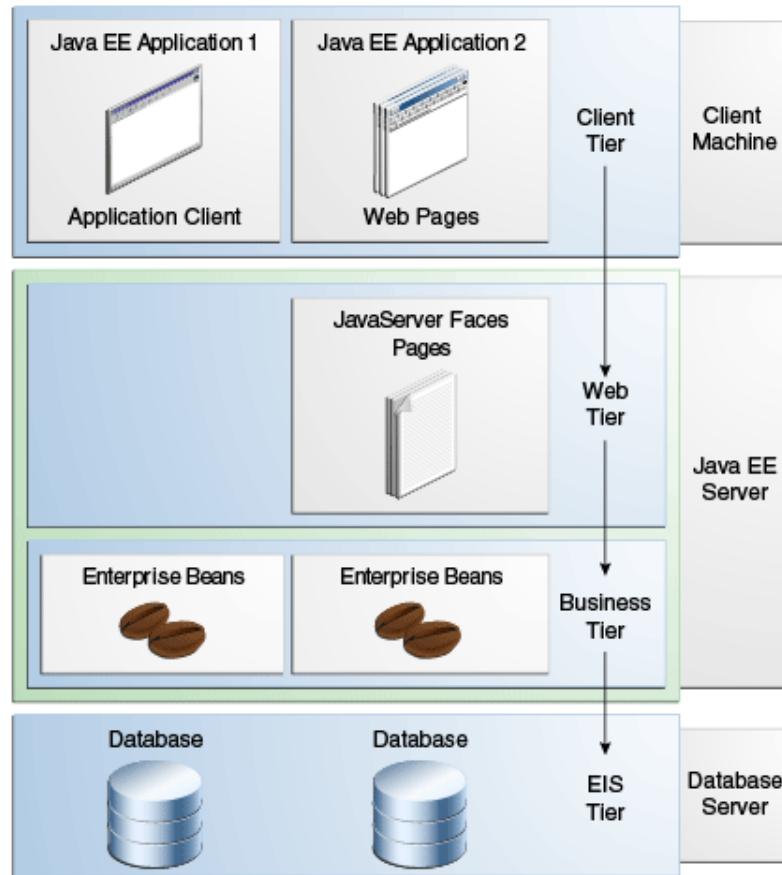 Java EE Application 1
Java EE Application 2
Application Client
Web Pages
Client
Tier
Client
Machine
JavaServer Faces
Pages
Web
Tier
Java EE
Server
Enterprise Beans
Enterprise Beans
Business
Tier
Database
Database
EIS
Tier
Database
Server